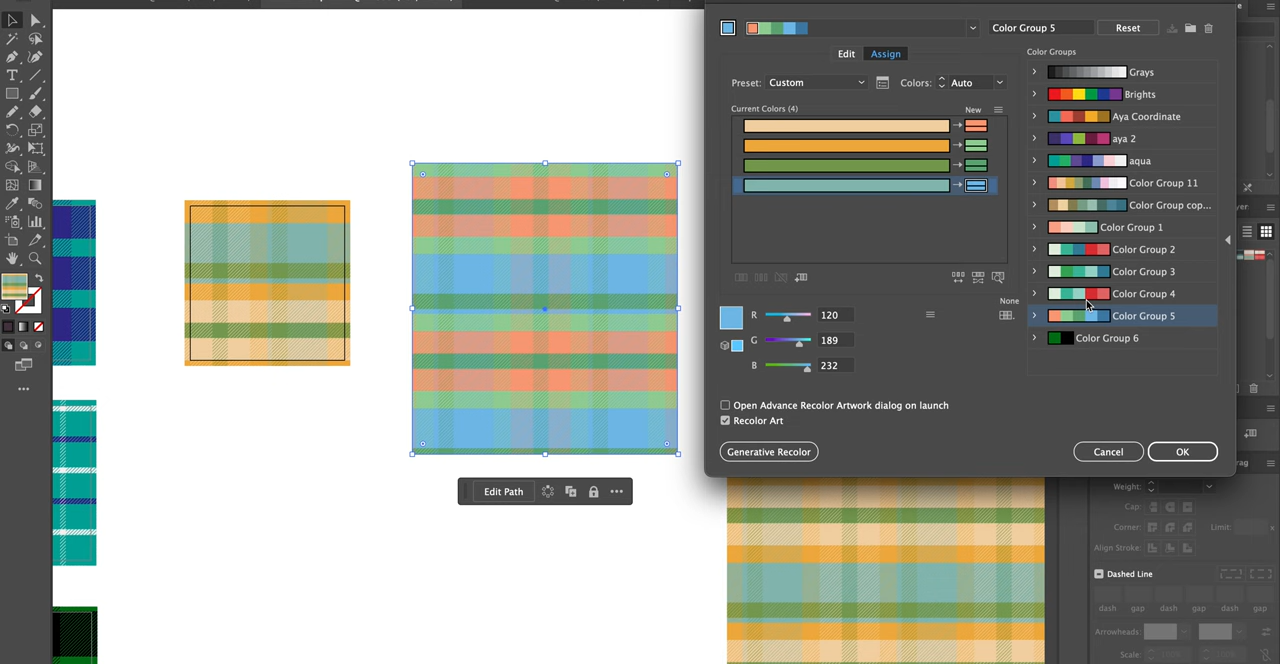 Color Group 5
Reset
Edit
Assign
Preset:
Custom
Colors:
Auto
Current Colors (4)
New
R
120
G
189
B
232
None
Open Advance Recolor Artwork dialog on launch
Recolor Art
Generative Recolor
Cancel
OK
Color Groups
Grays
Brights
Aya Coordinate
aya 2
aqua
Color Group 11
Color Group cop...
Color Group 1
Color Group 2
Color Group 3
Color Group 4
Color Group 5
Color Group 6
Edit Path
Weight:
Cap:
Corner:
Limit:
Align Stroke:
Dashed Line
dash gap dash gap dash gap
Arrowheads:
Scale: